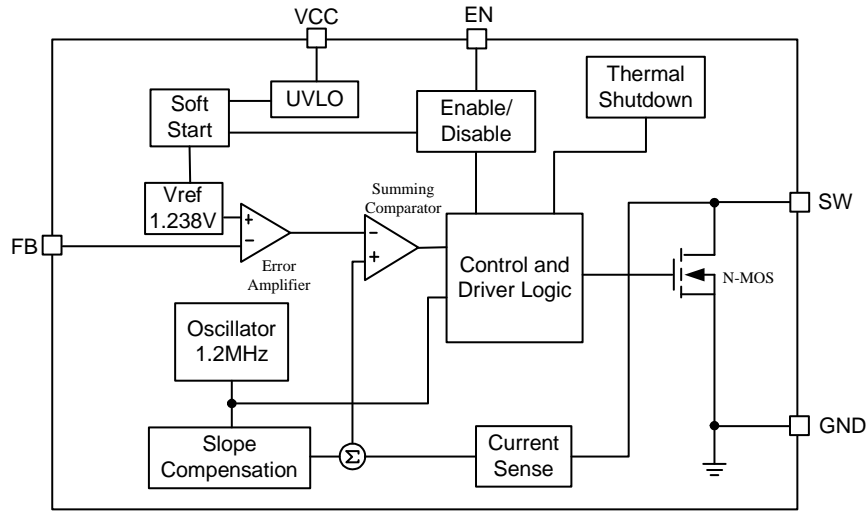 VCC
EN
UVLO
Soft
Start
Enable/
Disable
Thermal
Shutdown
Vref
1.238V
+
−
Error
Amplifier
Summing
Comparator
−
+
FB
SW
Control and
Driver Logic
N-MOS
Oscillator
1.2MHz
Slope
Compensation
Σ
Current
Sense
GND